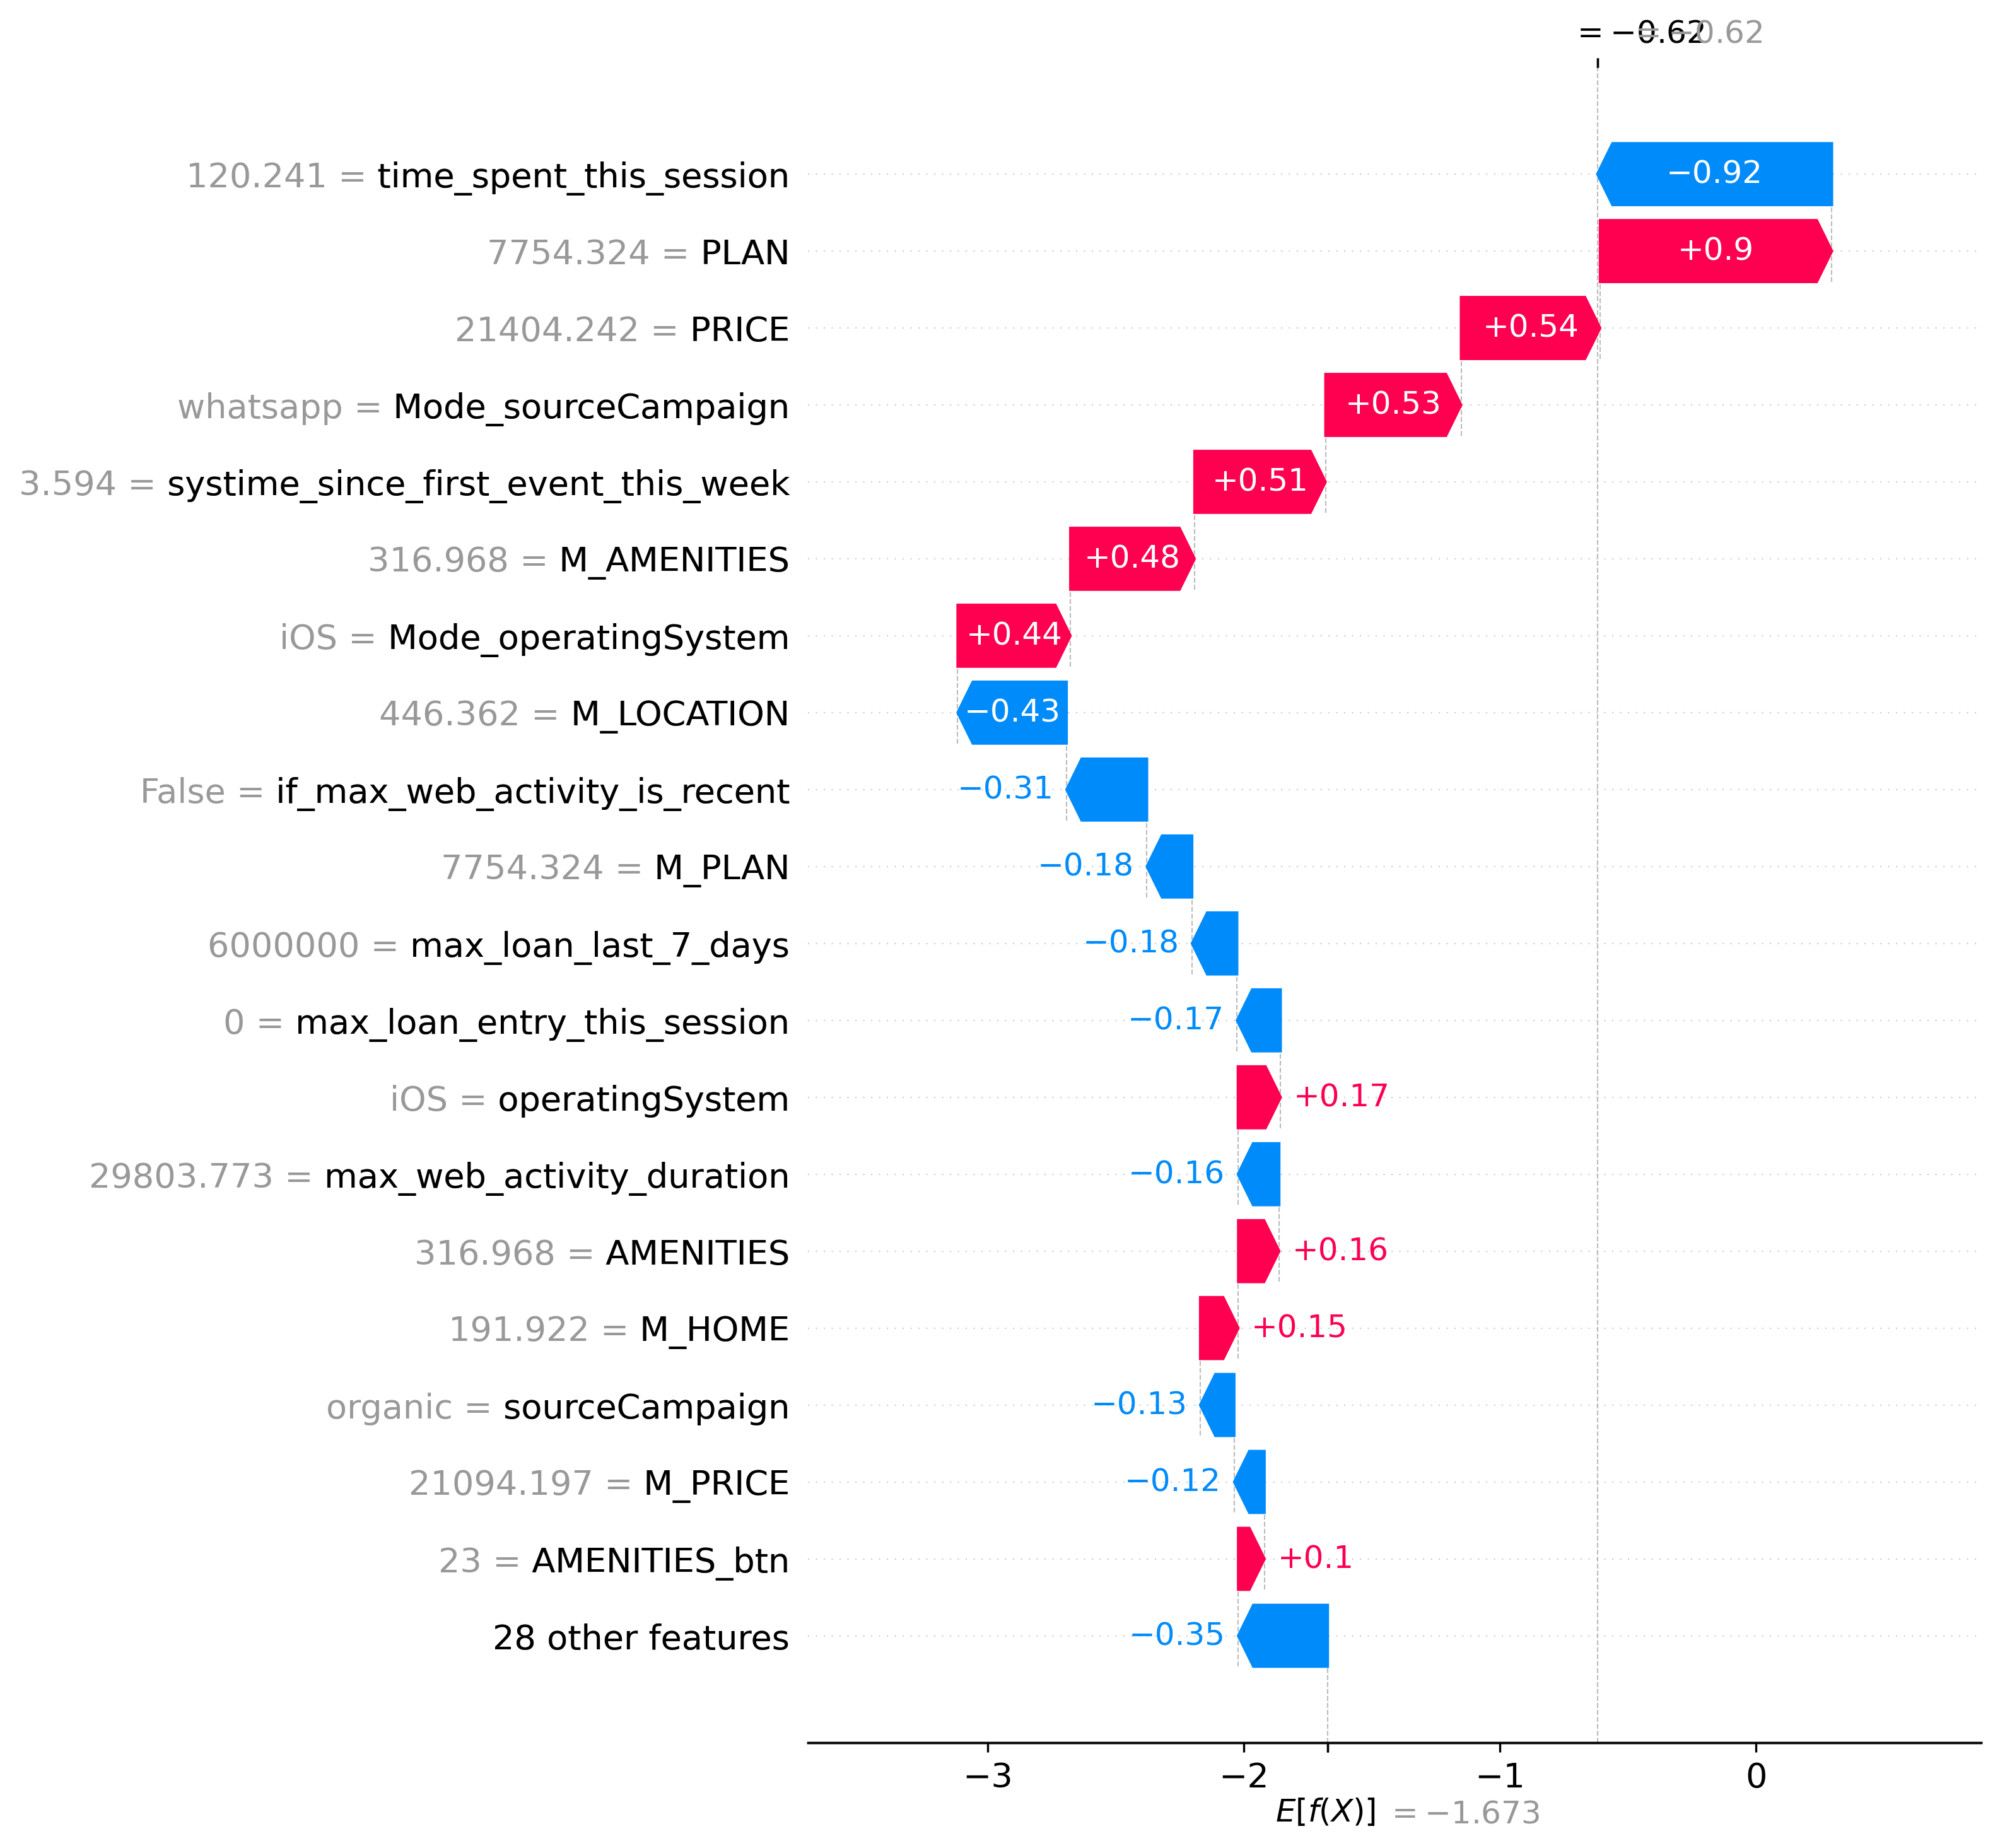 = −0.62 = −0.62
120.241 = time_spent_this_session
−0.92
7754.324 = PLAN
+0.9
21404.242 = PRICE
+0.54
whatsapp = Mode_sourceCampaign
+0.53
3.594 = systime_since_first_event_this_week
+0.51
316.968 = M_AMENITIES
+0.48
iOS = Mode_operatingSystem
+0.44
446.362 = M_LOCATION
−0.43
False = if_max_web_activity_is_recent
−0.31
7754.324 = M_PLAN
−0.18
6000000 = max_loan_last_7_days
−0.18
0 = max_loan_entry_this_session
−0.17
iOS = operatingSystem
+0.17
29803.773 = max_web_activity_duration
−0.16
316.968 = AMENITIES
+0.16
191.922 = M_HOME
+0.15
organic = sourceCampaign
−0.13
21094.197 = M_PRICE
−0.12
23 = AMENITIES_btn
+0.1
28 other features
−0.35
−3 −2 −1 0
E[f(X)] = −1.673